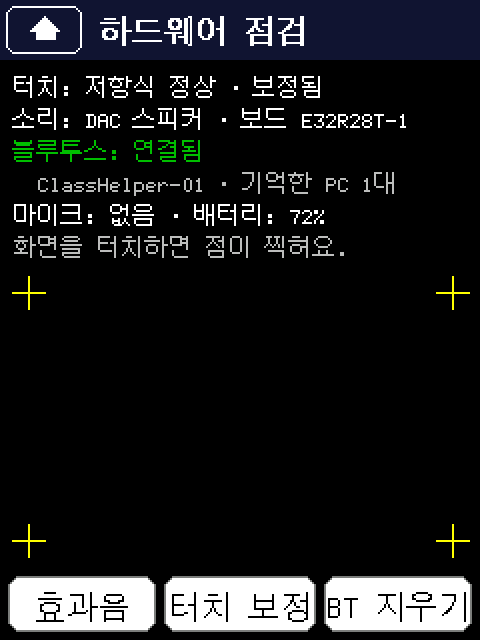 하드웨어 점검
터치: 저항식 정상 · 보정됨
소리: DAC 스피커 · 보드 E32R28T-1
블루투스: 연결됨
ClassHelper-01 · 기억한 PC 1대
마이크: 없음 · 배터리: 72%
화면을 터치하면 점이 찍혀요.
효과음 터치 보정 BT 지우기